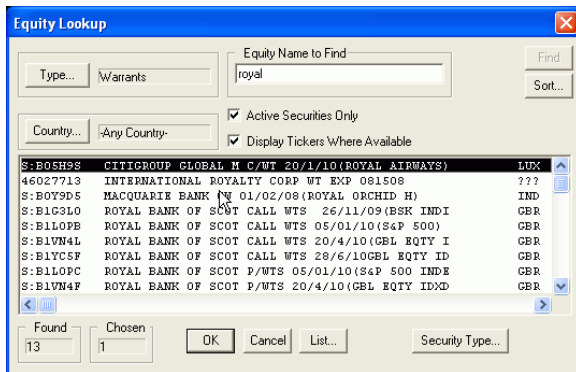 Equity Lookup
Equity Name to Find
Find
Type... Warrants
royal
Sort...
Active Securities Only
Country... -Any Country-
Display Tickers Where Available
S:B05H9S CITIGROUP GLOBAL M C/WT 20/1/10(ROYAL AIRWAYS) LUX
46027713 INTERNATIONAL ROYALTY CORP WT EXP 081508 ???
S:B0Y9D5 MACQUARIE BANK 01/02/08(ROYAL ORCHID H) IND
S:B1G3L0 ROYAL BANK OF SCOT CALL WTS 26/11/09(BSK INDI GBR
S:B1L0PB ROYAL BANK OF SCOT CALL WTS 05/01/10(S&P 500) GBR
S:B1VN4L ROYAL BANK OF SCOT CALL WTS 20/4/10(GBL EQTY I GBR
S:B1YC5F ROYAL BANK OF SCOT CALL WTS 28/6/10GBL EQTY ID GBR
S:B1L0PC ROYAL BANK OF SCOT P/WTS 05/01/10(S&P 500 INDE GBR
S:B1VN4F ROYAL BANK OF SCOT P/WTS 20/4/10(GBL EQTY IDXD GBR
Found Chosen
13 1 OK Cancel List... Security Type...